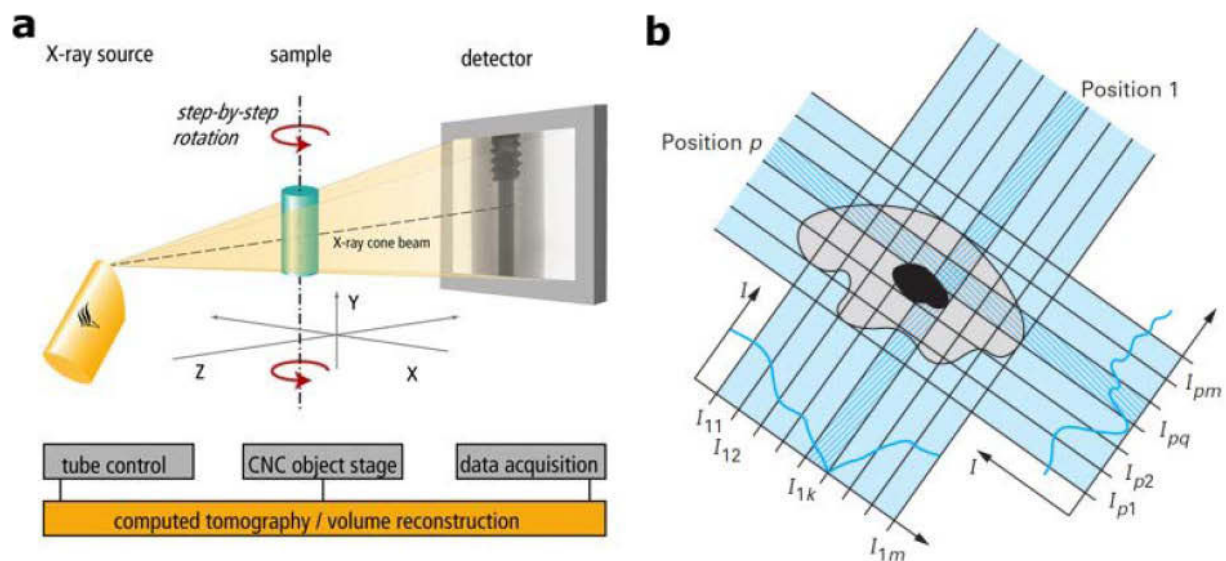 a
X-ray source
sample
detector
step-by-step
rotation
X-ray cone beam
Y
Z
X
tube control
CNC object stage
data acquisition
computed tomography / volume reconstruction
b
Position 1
Position p
I
I11
I12
I1k
I1m
I
Ip1
Ip2
Ipq
Ipm